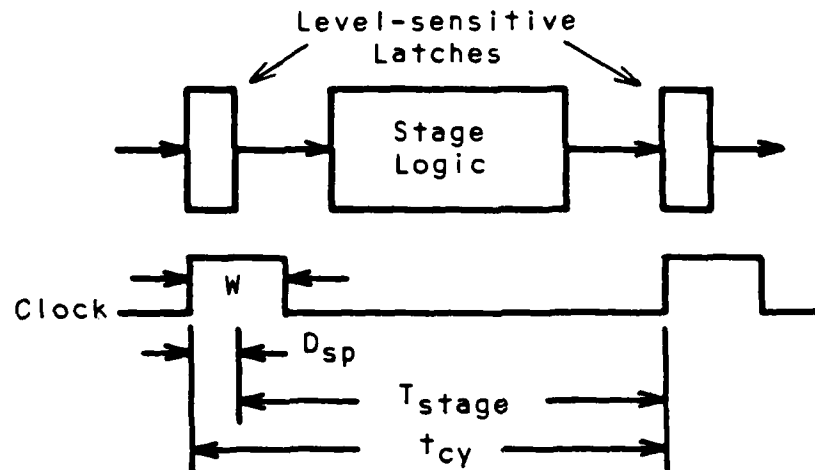 Level-sensitive
Latches
Stage
Logic
W
Clock
Dsp
Tstage
tcy